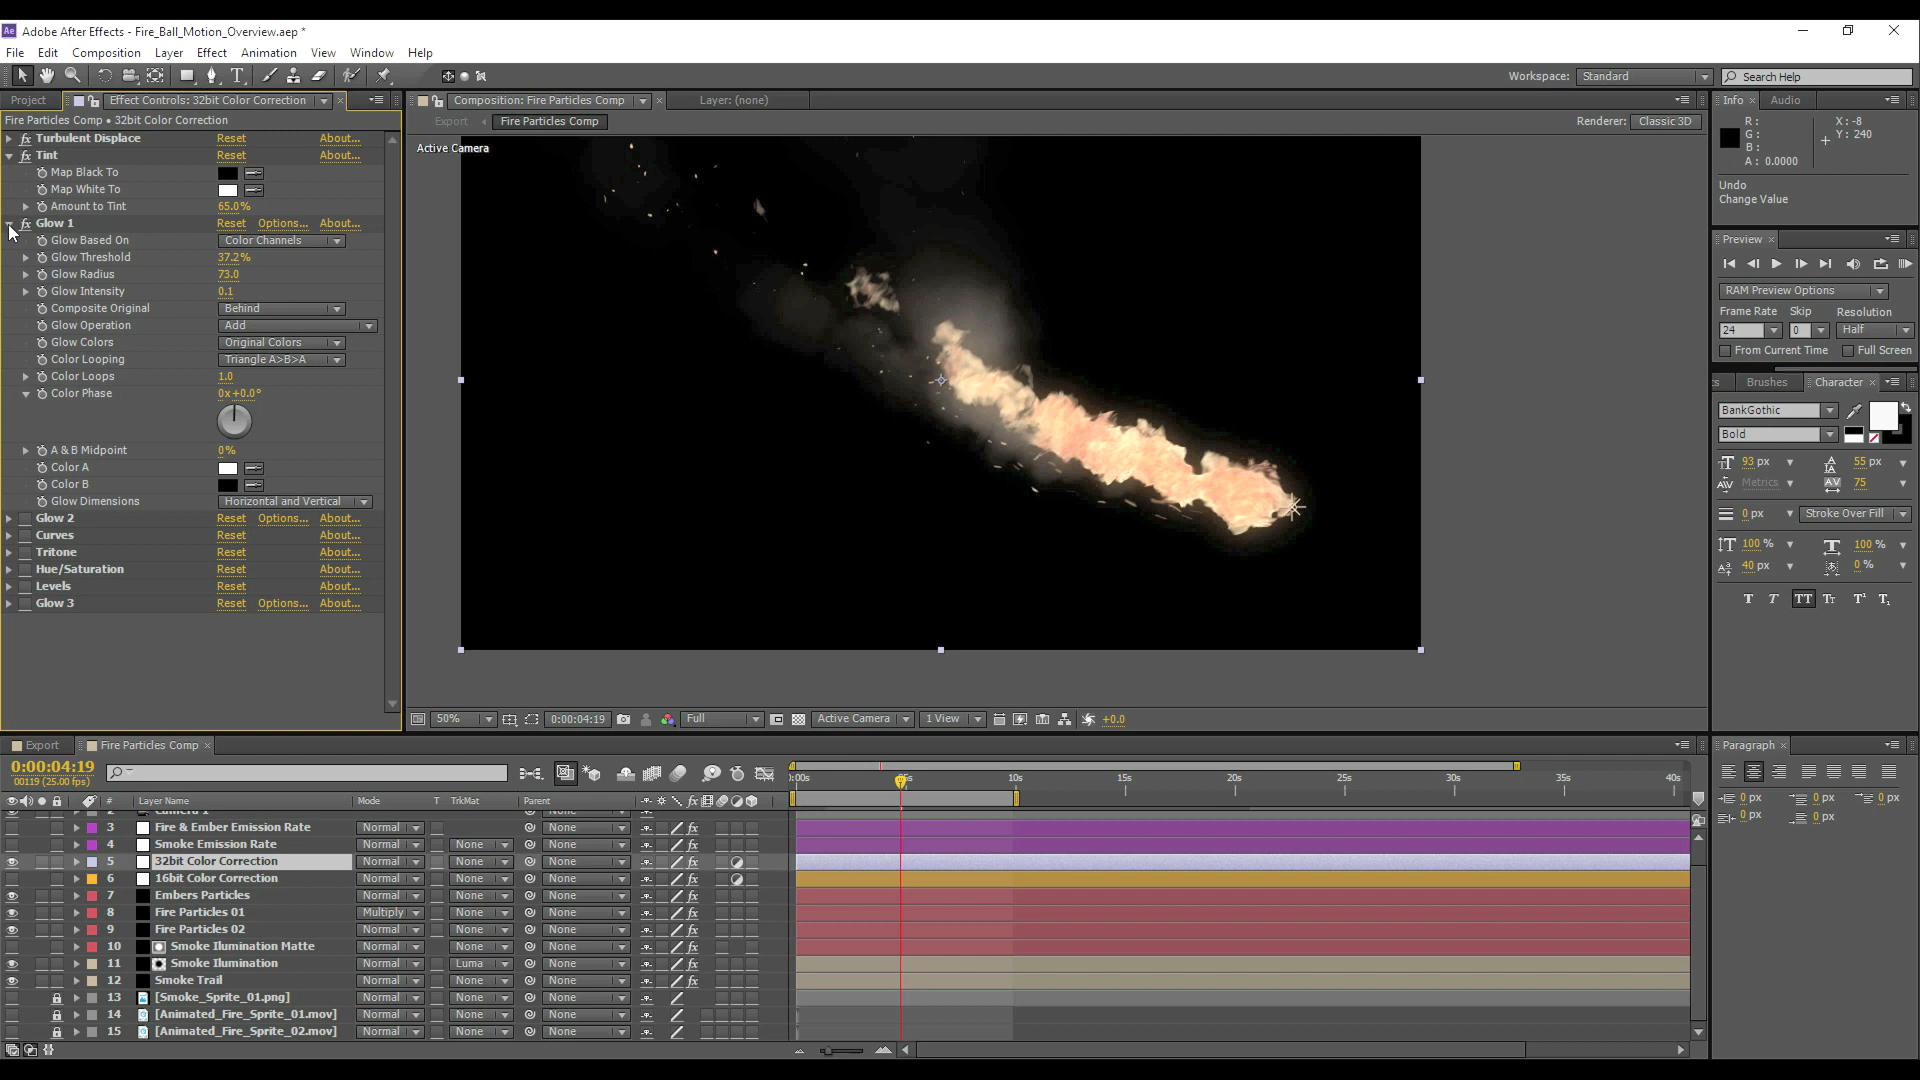 Ae Adobe After Effects - Fire_Ball_Motion_Overview.aep *
File Edit Composition Layer Effect Animation View Window Help
Workspace: Standard Search Help
Project Effect Controls: 32bit Color Correction
Fire Particles Comp • 32bit Color Correction
Turbulent Displace Reset About...
Tint Reset About...
Map Black To
Map White To
Amount to Tint 65.0%
Glow 1 Reset Options... About...
Glow Based On Color Channels
Glow Threshold 37.2%
Glow Radius 73.0
Glow Intensity 0.1
Composite Original Behind
Glow Operation Add
Glow Colors Original Colors
Color Looping Triangle A>B>A
Color Loops 1.0
Color Phase 0x+0.0°
A & B Midpoint 0%
Color A
Color B
Glow Dimensions Horizontal and Vertical
Glow 2 Reset Options... About...
Curves Reset About...
Tritone Reset About...
Hue/Saturation Reset About...
Levels Reset About...
Glow 3 Reset Options... About...
Composition: Fire Particles Comp Layer: (none)
Export Fire Particles Comp
Renderer: Classic 3D
Active Camera
50% 0:00:04:19 Full Active Camera 1 View +0.0
Info Audio
R: X: -8
G: Y: 240
B:
A: 0.0000
Undo
Change Value
Preview
RAM Preview Options
Frame Rate Skip Resolution
24 0 Half
From Current Time Full Screen
Brushes Character
BankGothic
Bold
93 px 55 px
Metrics 75
0 px Stroke Over Fill
100 % 100 %
40 px 0 %
T T TT Tt T¹ T₁
Export Fire Particles Comp
0:00:04:19
00119 (25.00 fps)
:00s 5s 10s 15s 20s 25s 30s 35s 40s
# Layer Name Mode T TrkMat Parent
2 Camera 1 None
3 Fire & Ember Emission Rate Normal None
4 Smoke Emission Rate Normal None None
5 32bit Color Correction Normal None None
6 16bit Color Correction Normal None None
7 Embers Particles Normal None None
8 Fire Particles 01 Multiply None None
9 Fire Particles 02 Normal None None
10 Smoke Ilumination Matte Normal None None
11 Smoke Ilumination Normal Luma None
12 Smoke Trail Normal None None
13 [Smoke_Sprite_01.png] Normal None None
14 [Animated_Fire_Sprite_01.mov] Normal None None
15 [Animated_Fire_Sprite_02.mov] Normal None None
Paragraph
0 px 0 px 0 px
0 px 0 px